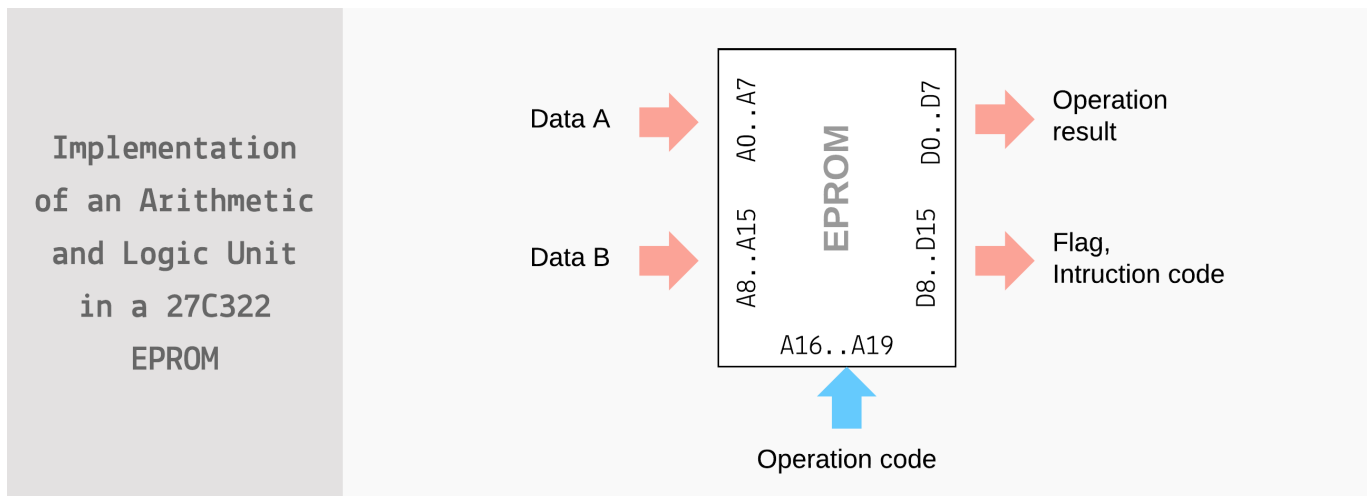 Implementation
of an Arithmetic
and Logic Unit
in a 27C322
EPROM
Data A
A0..A7
EPROM
D0..D7
Operation
result
Data B
A8..A15
D8..D15
Flag,
Intruction code
A16..A19
Operation code